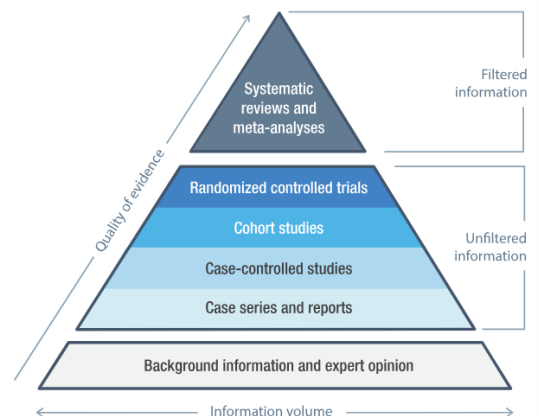 Systematic
reviews and
meta-analyses
Filtered
information
Quality of evidence
Randomized controlled trials
Cohort studies
Case-controlled studies
Case series and reports
Unfiltered
information
Background information and expert opinion
Information volume